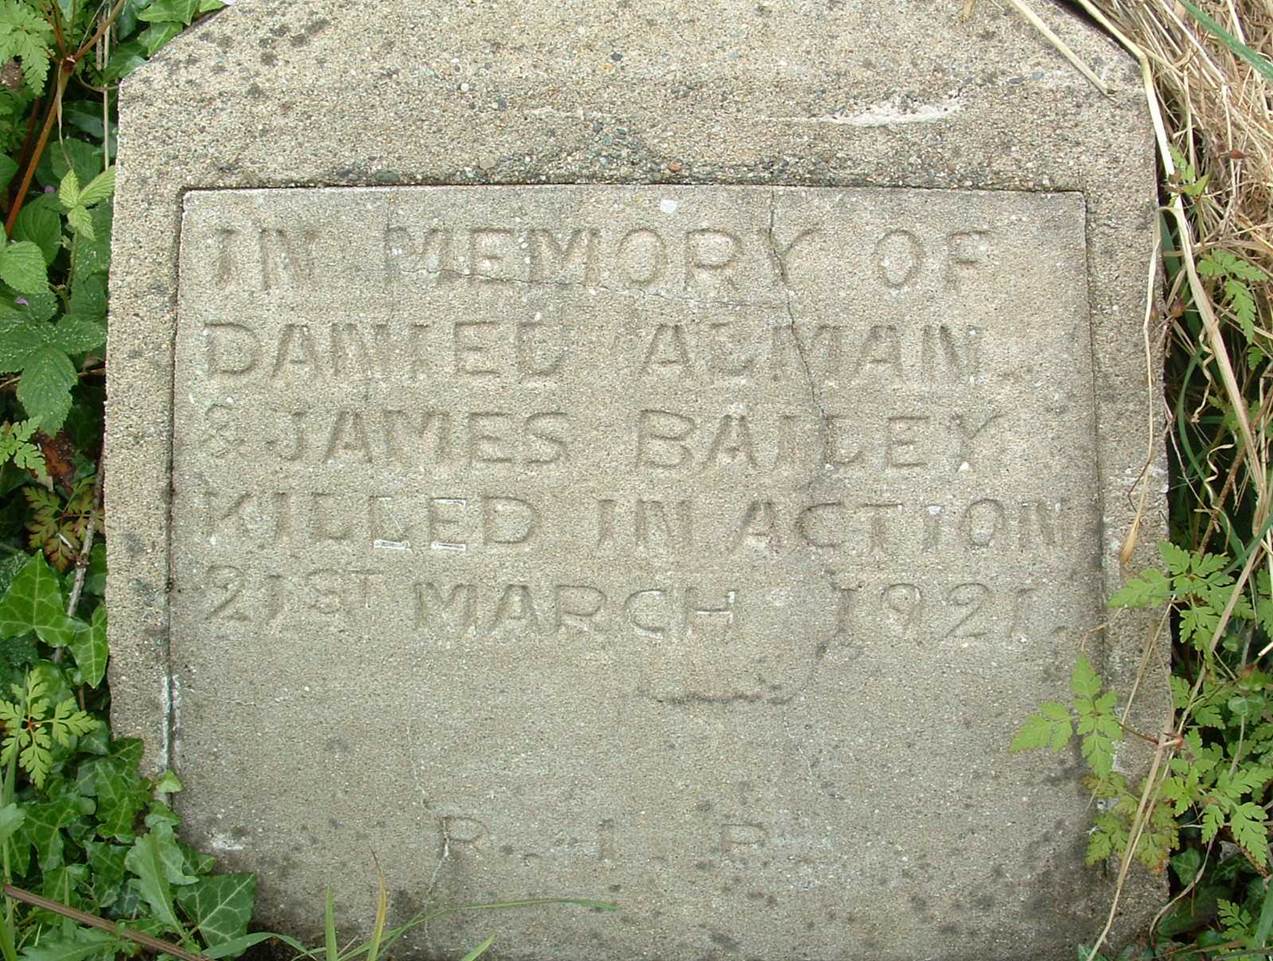 IN MEMORY OF
DANIEL ALMAN
& JAMES BAILEY
KILLED IN ACTION
21ST MARCH 1921
R. I. P.